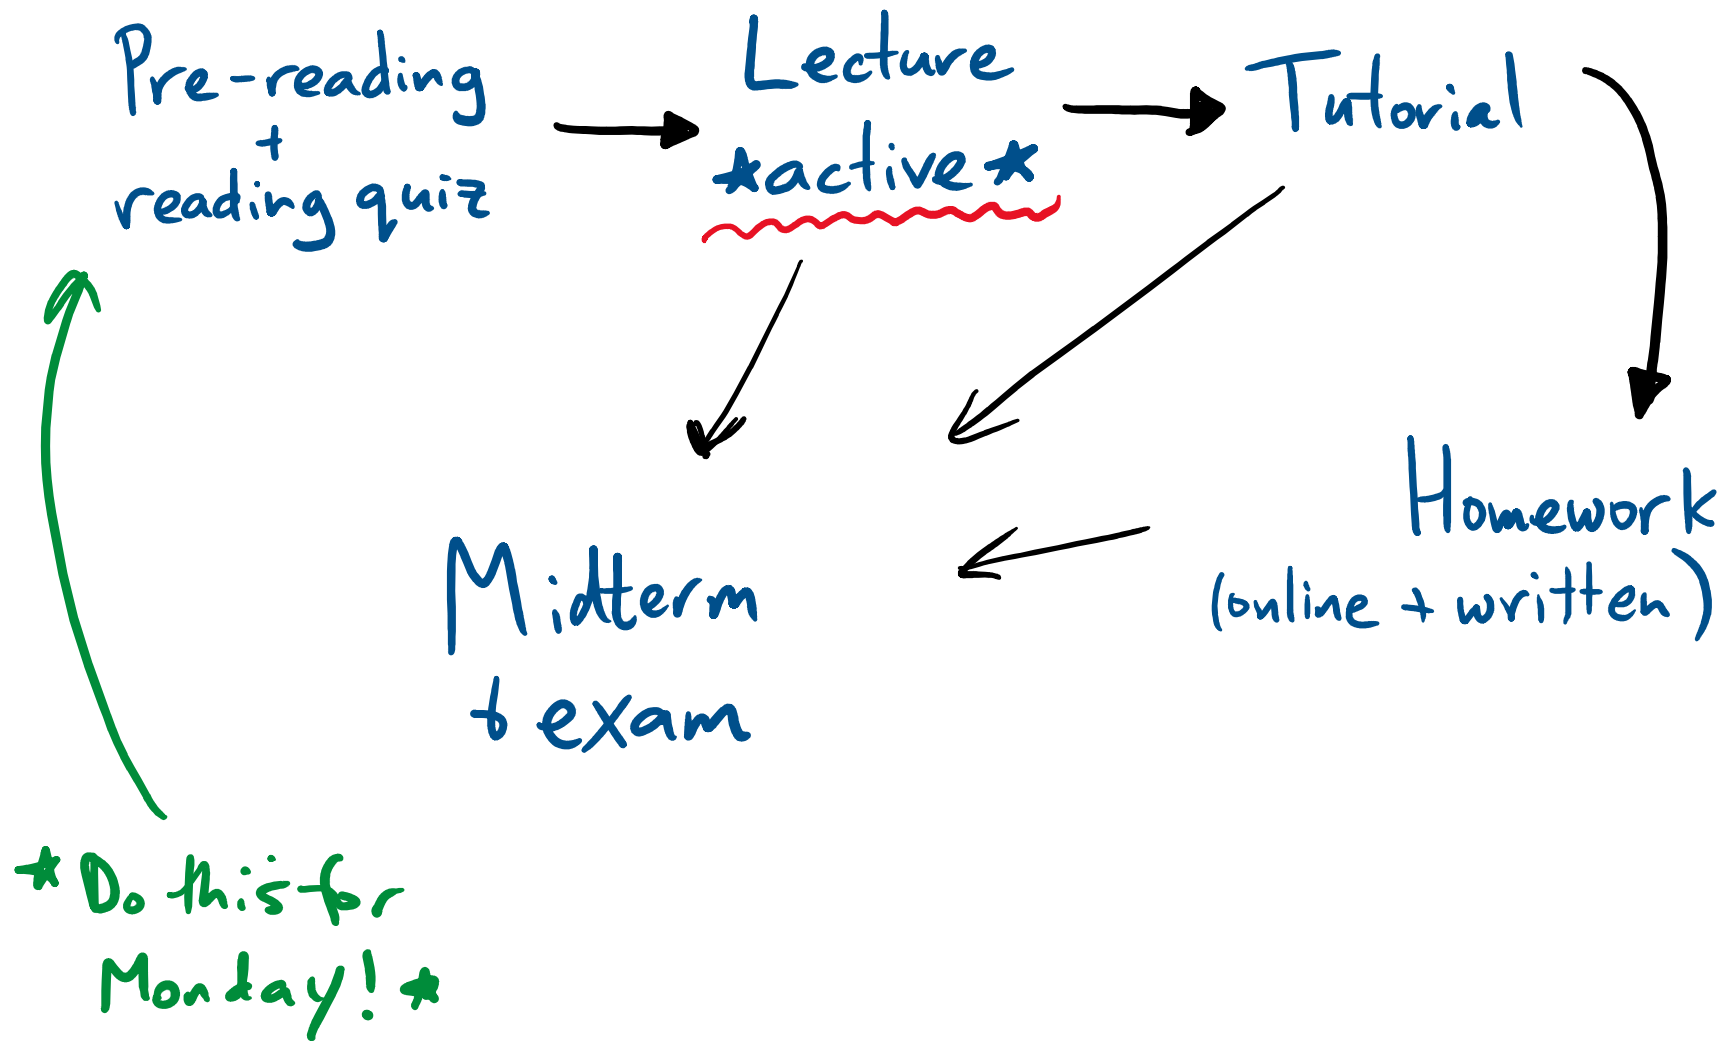 Pre-reading
+
reading quiz
Lecture
★active★
Tutorial
Homework
(online + written)
Midterm
+ exam
★Do this for
Monday!★